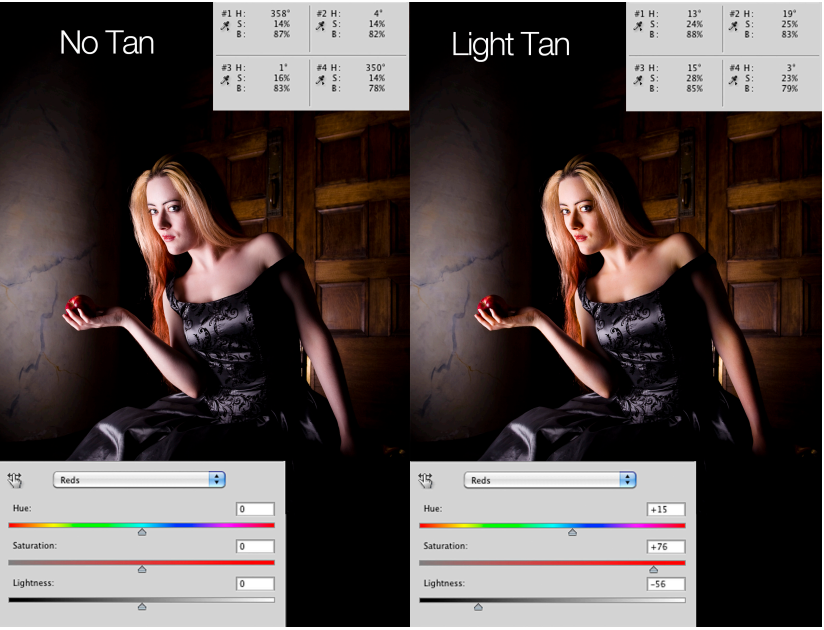 No Tan
#1 H: 358° #2 H: 4°
S: 14% S: 14%
B: 87% B: 82%
#3 H: 1° #4 H: 350°
S: 16% S: 14%
B: 83% B: 78%
Reds
Hue: 0
Saturation: 0
Lightness: 0
Light Tan
#1 H: 13° #2 H: 19°
S: 24% S: 25%
B: 88% B: 83%
#3 H: 15° #4 H: 3°
S: 28% S: 23%
B: 85% B: 79%
Reds
Hue: +15
Saturation: +76
Lightness: -56